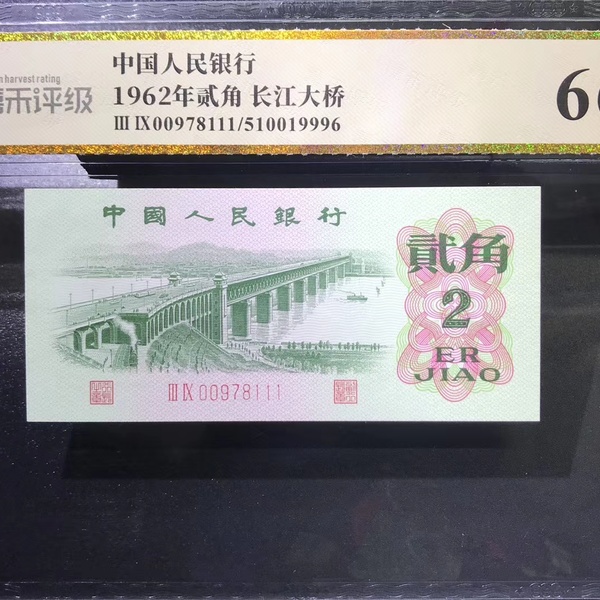 harvest rating
禾评级
中国人民银行
1962年贰角 长江大桥
Ⅲ Ⅸ00978111/510019996
6
中國人民銀行
貳角
2
ER
JIAO
Ⅲ Ⅸ 00978111